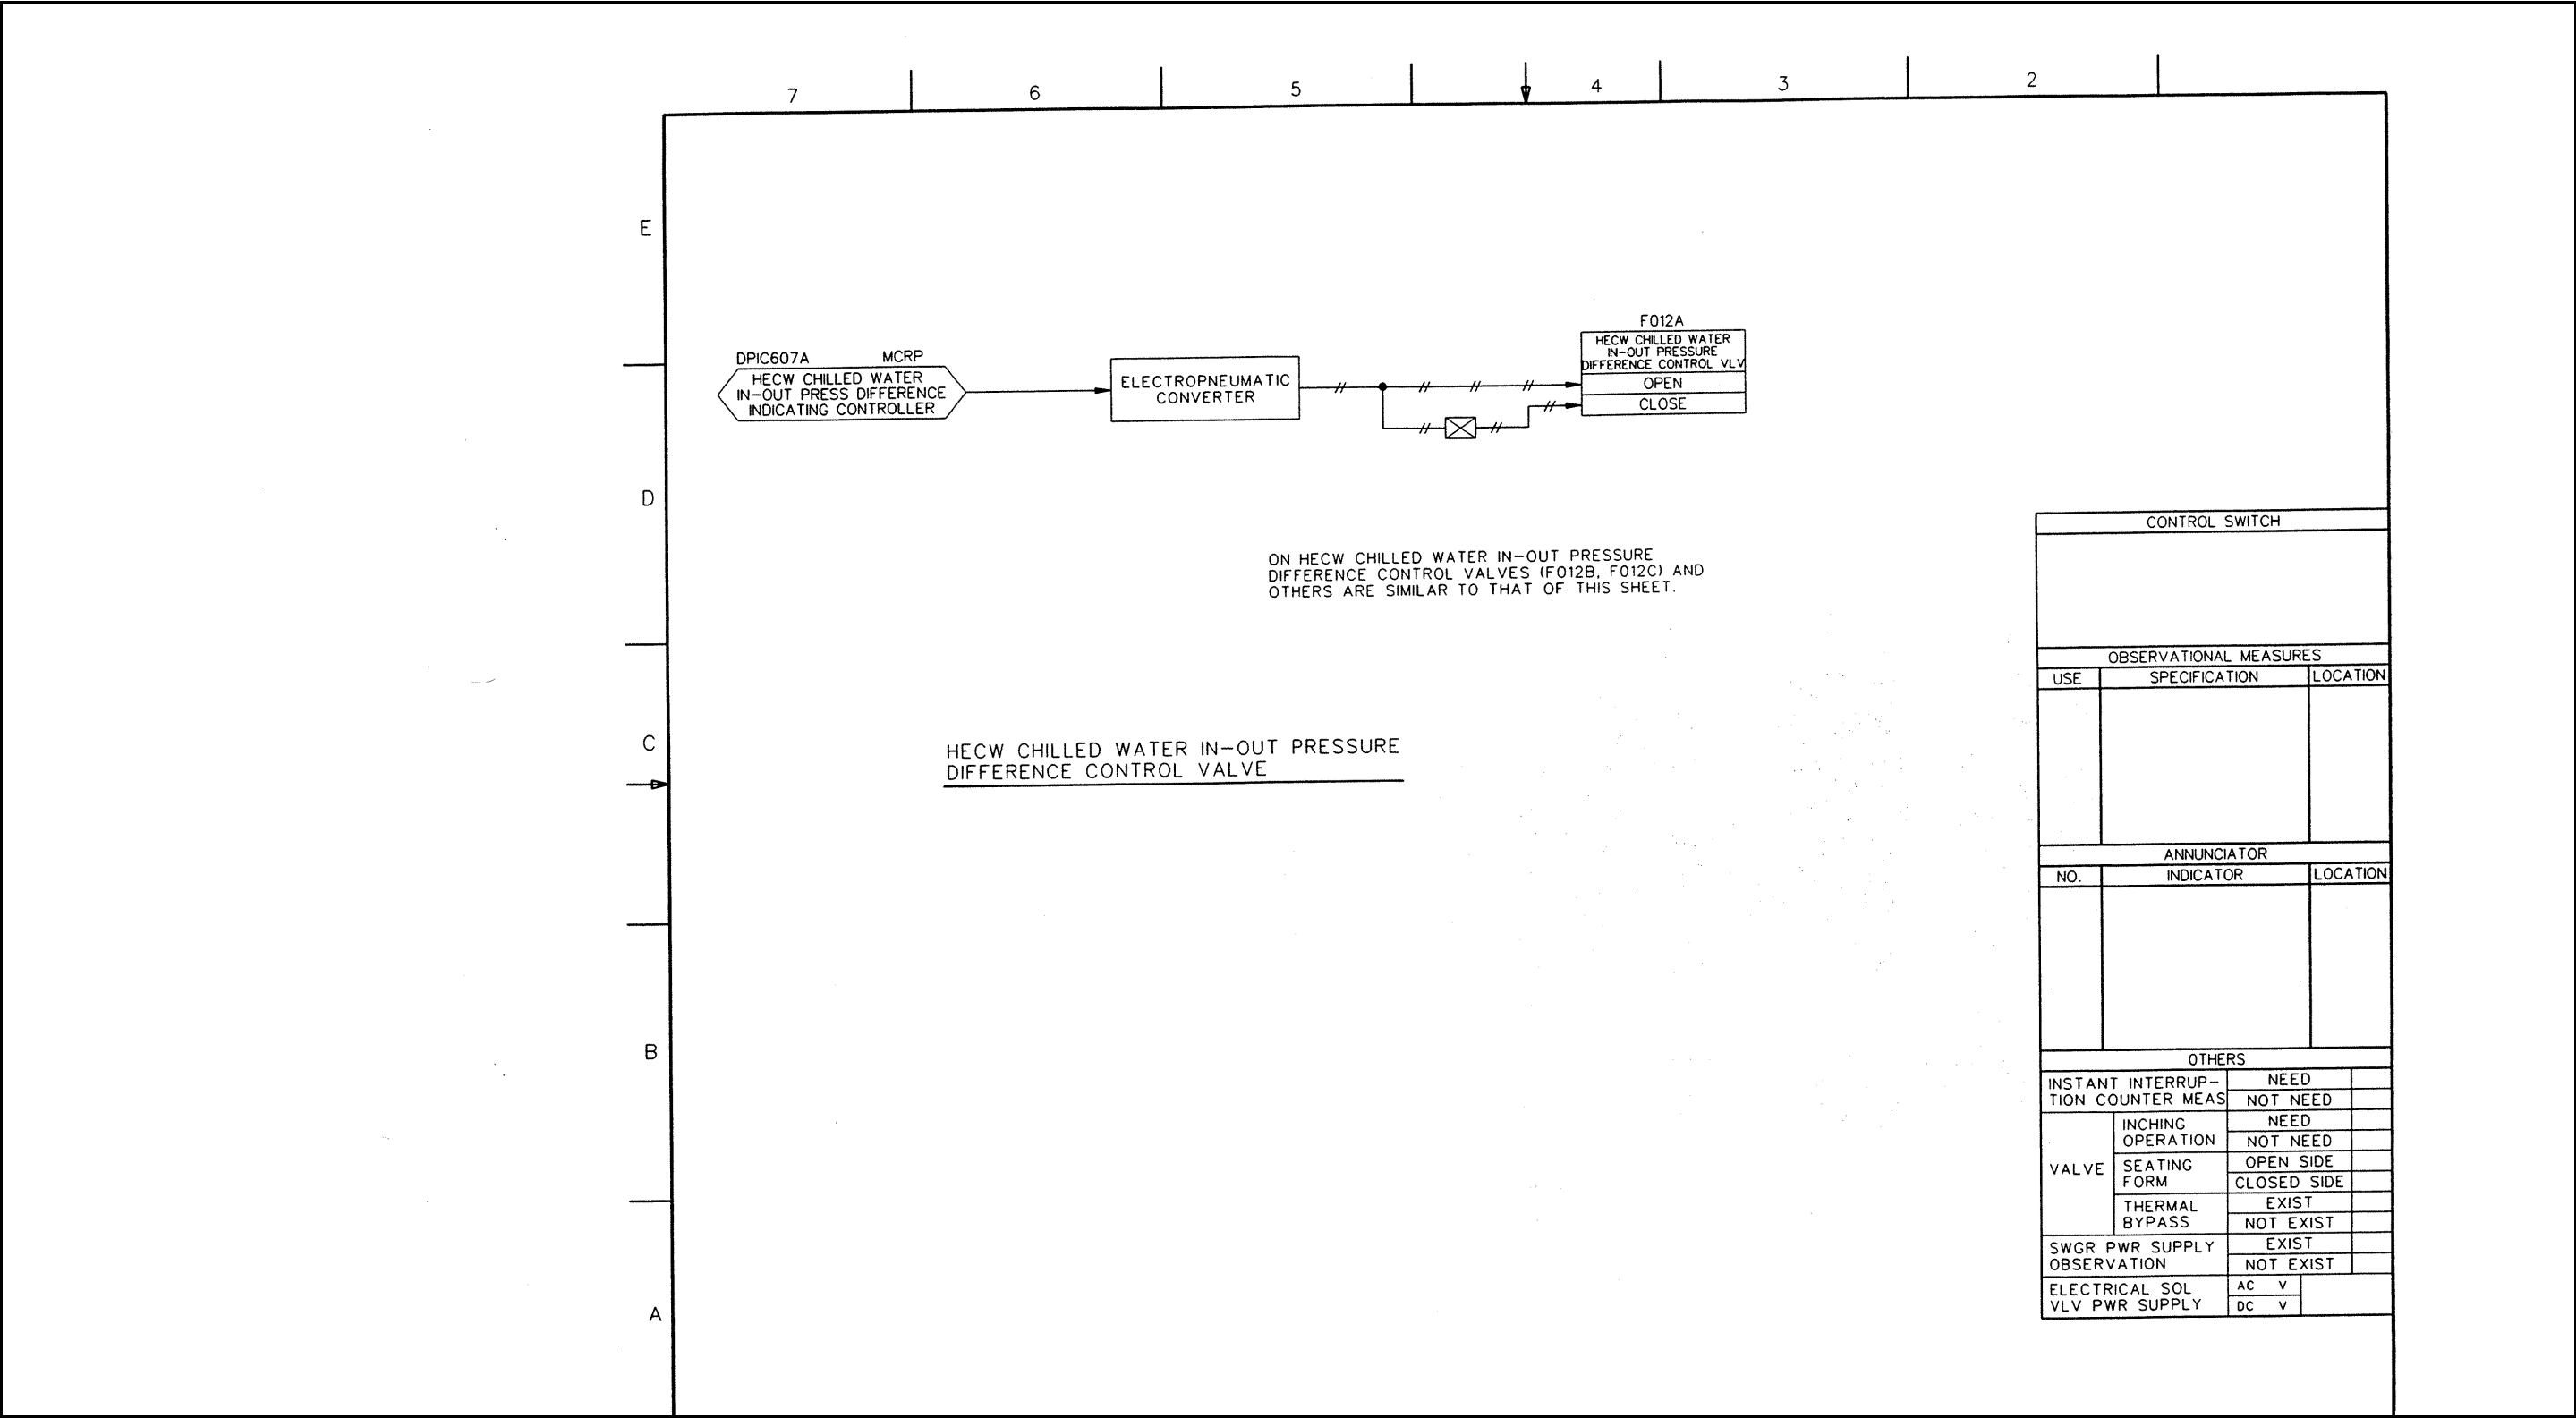 7 6 5 4 3 2
E
F012A
HECW CHILLED WATER
IN-OUT PRESSURE
DIFFERENCE CONTROL VLV
OPEN
CLOSE
DPIC607A MCRP
HECW CHILLED WATER
IN-OUT PRESS DIFFERENCE
INDICATING CONTROLLER
ELECTROPNEUMATIC
CONVERTER
D
ON HECW CHILLED WATER IN-OUT PRESSURE
DIFFERENCE CONTROL VALVES (F012B, F012C) AND
OTHERS ARE SIMILAR TO THAT OF THIS SHEET.
C
HECW CHILLED WATER IN-OUT PRESSURE
DIFFERENCE CONTROL VALVE
B
A
CONTROL SWITCH
OBSERVATIONAL MEASURES
USE SPECIFICATION LOCATION
ANNUNCIATOR
NO. INDICATOR LOCATION
OTHERS
INSTANT INTERRUP-
TION COUNTER MEAS
NEED
NOT NEED
VALVE
INCHING
OPERATION
NEED
NOT NEED
SEATING
FORM
OPEN SIDE
CLOSED SIDE
THERMAL
BYPASS
EXIST
NOT EXIST
SWGR PWR SUPPLY
OBSERVATION
EXIST
NOT EXIST
ELECTRICAL SOL
VLV PWR SUPPLY
AC V
DC V